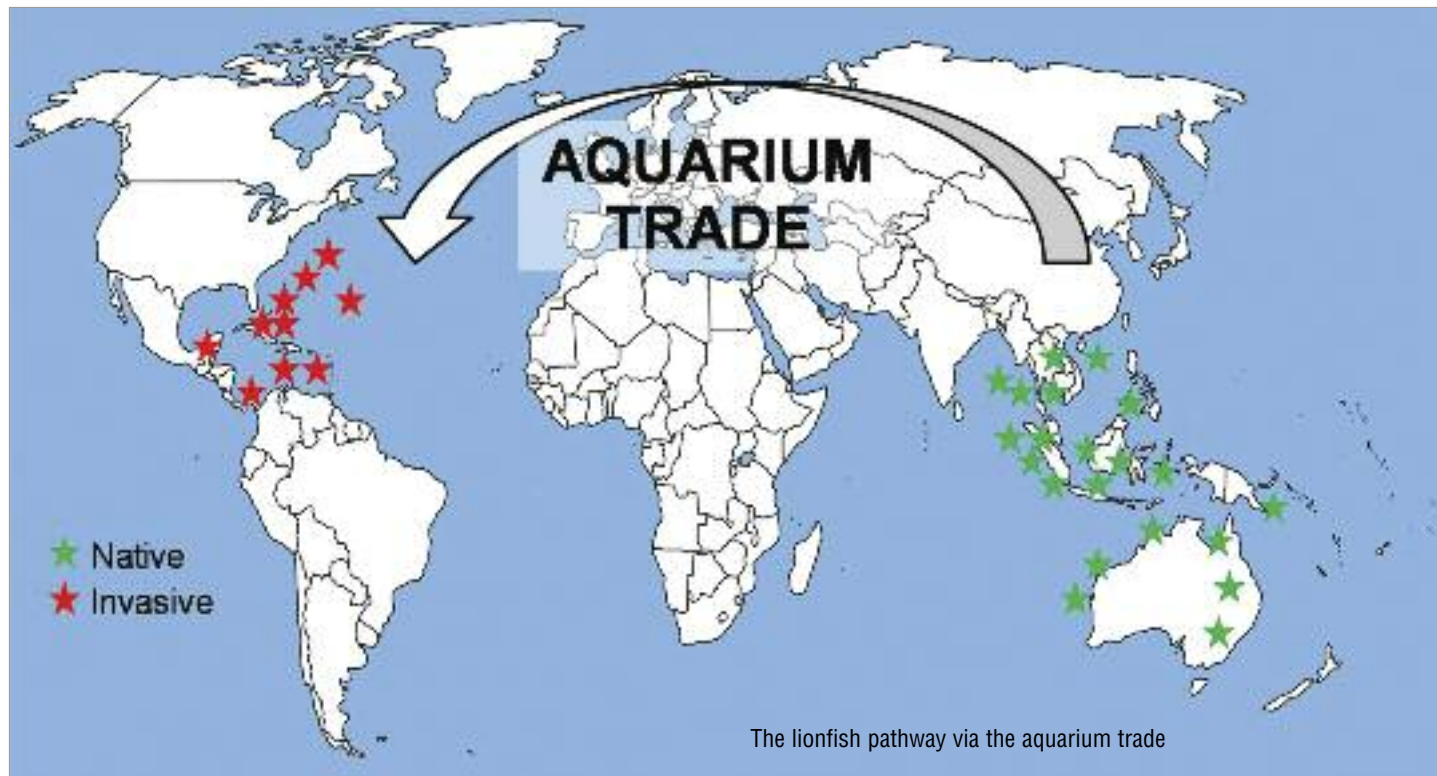 AQUARIUM
TRADE
Native
Invasive
The lionfish pathway via the aquarium trade